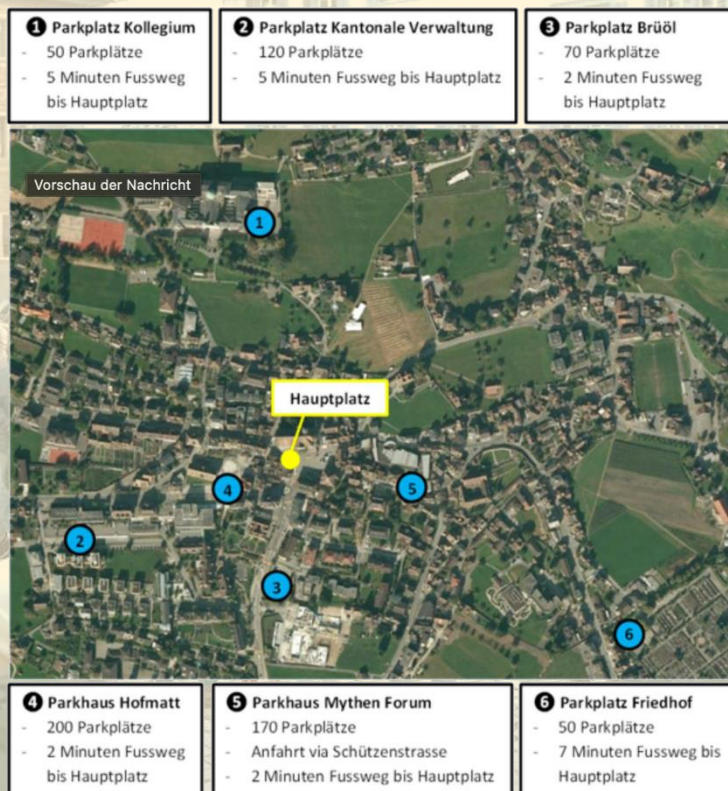 ❶ Parkplatz Kollegium
- 50 Parkplätze
- 5 Minuten Fussweg
bis Hauptplatz
❷ Parkplatz Kantonale Verwaltung
- 120 Parkplätze
- 5 Minuten Fussweg bis Hauptplatz
❸ Parkplatz Brüöl
- 70 Parkplätze
- 2 Minuten Fussweg
bis Hauptplatz
Vorschau der Nachricht
1
Hauptplatz
4
5
2
3
6
❹ Parkhaus Hofmatt
- 200 Parkplätze
- 2 Minuten Fussweg
bis Hauptplatz
❺ Parkhaus Mythen Forum
- 170 Parkplätze
- Anfahrt via Schützenstrasse
- 2 Minuten Fussweg bis Hauptplatz
❻ Parkplatz Friedhof
- 50 Parkplätze
- 7 Minuten Fussweg bis
Hauptplatz